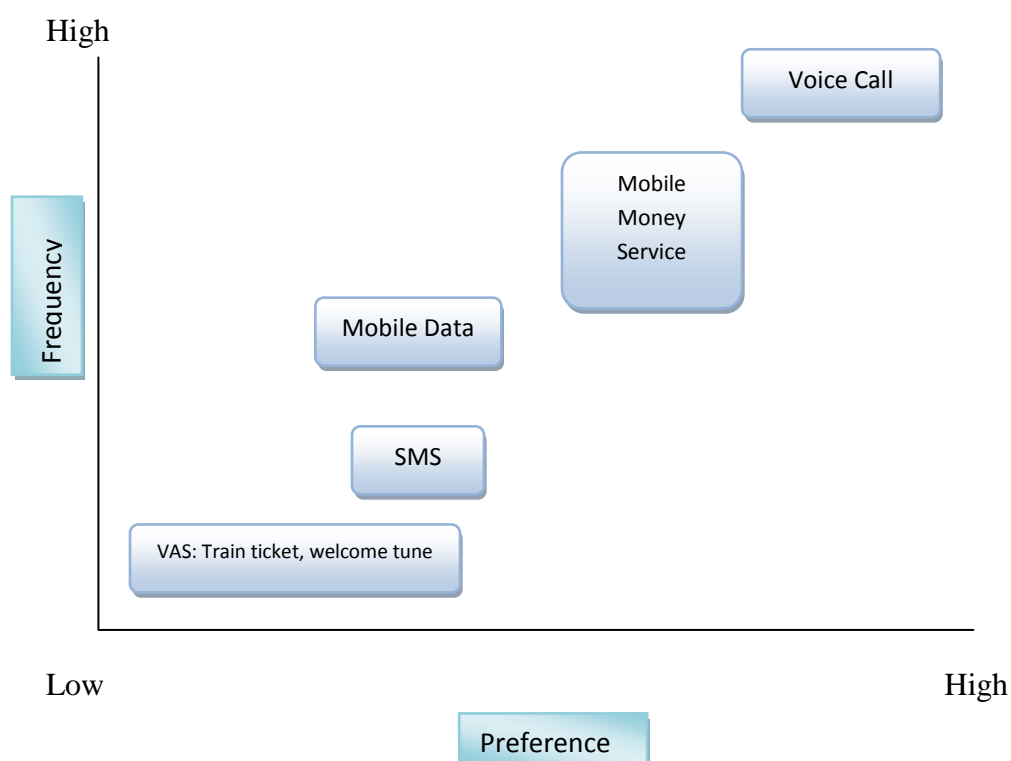 High
Voice Call
Mobile
Money
Service
Frequency
Mobile Data
SMS
VAS: Train ticket, welcome tune
Low
High
Preference